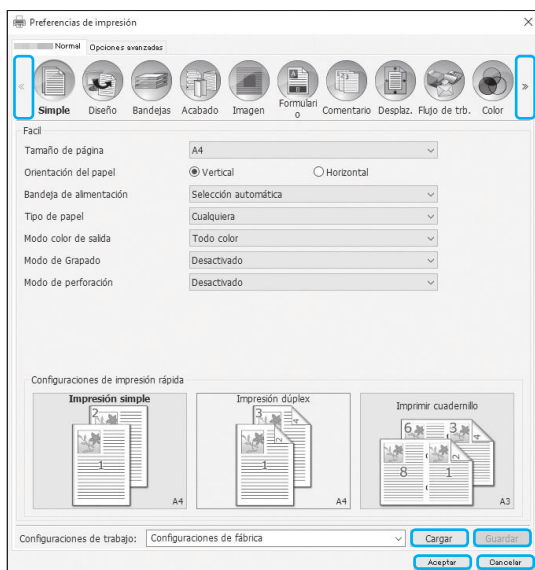 Preferencias de impresión
Normal Opciones avanzadas
« »
Simple Diseño Bandejas Acabado Imagen Formulari
o Comentario Desplaz. Flujo de trb. Color
Facil
Tamaño de página A4
Orientación del papel Vertical Horizontal
Bandeja de alimentación Selección automática
Tipo de papel Cualquiera
Modo color de salida Todo color
Modo de Grapado Desactivado
Modo de perforación Desactivado
Configuraciones de impresión rápida
Impresión simple Impresión dúplex Imprimir cuadernillo
2 3 4 6 3 4
1 1 2 8 1 2
A4 A4 A3
Configuraciones de trabajo: Configuraciones de fábrica Cargar Guardar
Aceptar Cancelar